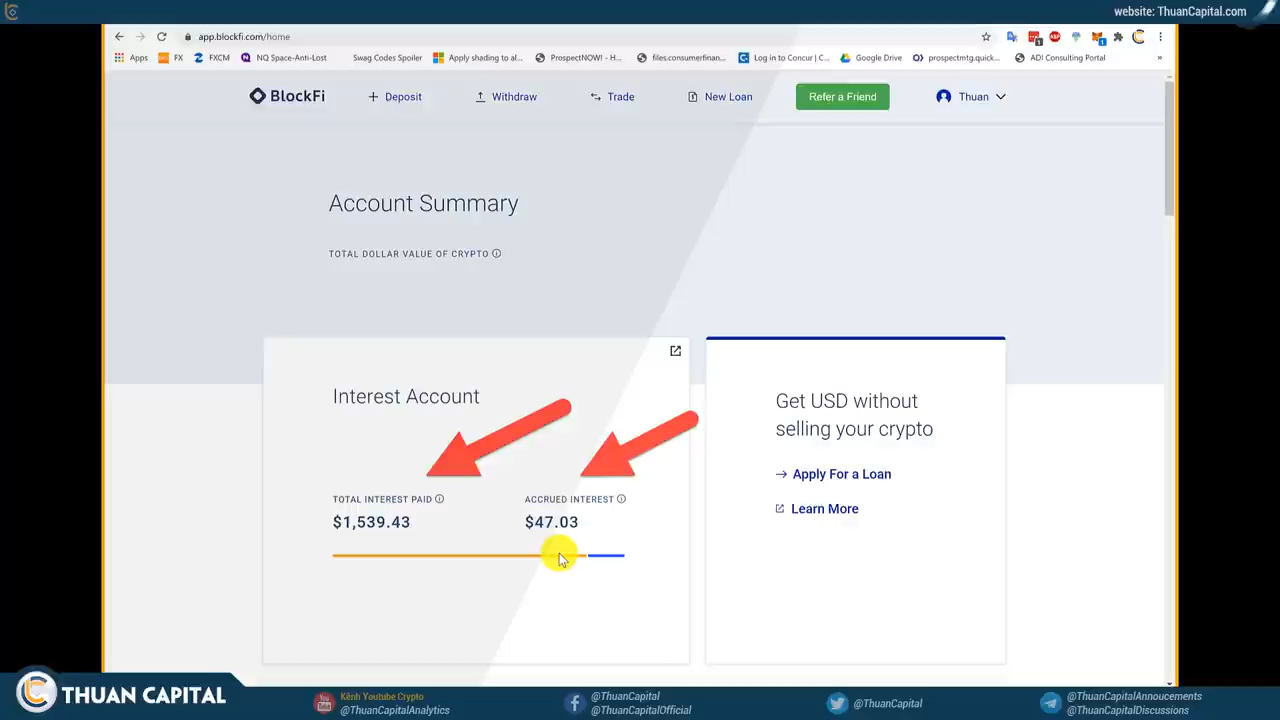 website: ThuanCapital.com
app.blockfi.com/home
Apps FX FXCM NQ Space-Anti-Lost Swag Codes Spoiler Apply shading to al... ProspectNOW! - H... files.consumerfinan... Log in to Concur | C... Google Drive prospectmtg.quick... ADI Consulting Portal »
BlockFi Deposit Withdraw Trade New Loan Refer a Friend Thuan
Account Summary
TOTAL DOLLAR VALUE OF CRYPTO
Interest Account
TOTAL INTEREST PAID ACCRUED INTEREST
$1,539.43 $47.03
Get USD without
selling your crypto
Apply For a Loan
Learn More
THUAN CAPITAL
Kênh Youtube Crypto
@ThuanCapitalAnalytics
@ThuanCapital
@ThuanCapitalOfficial
@ThuanCapital
@ThuanCapitalAnnoucements
@ThuanCapitalDiscussions